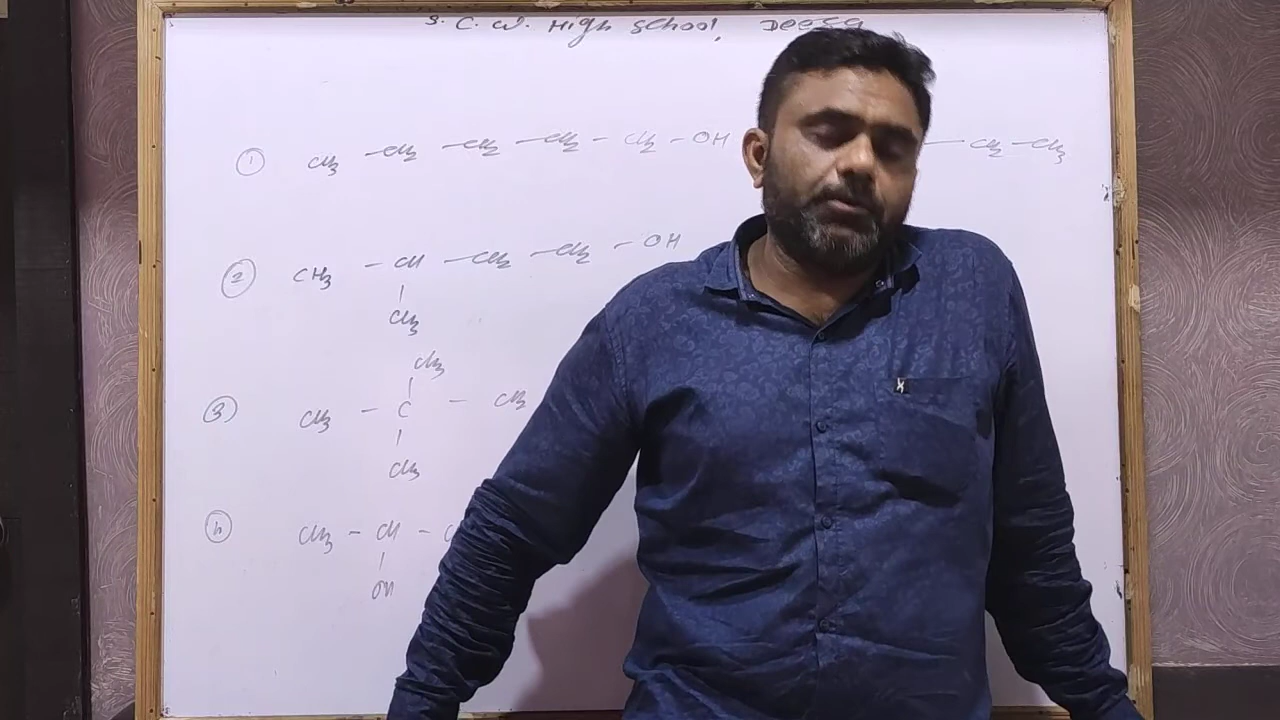 S. C. W. High School, Deesa
① CH3 - CH2 - CH2 - CH2 - CH2 - OH - CH2 - CH3
② CH3 - CH - CH2 - CH2 - OH
|
CH3
CH3
|
③ CH3 - C - CH3
|
CH3
④ CH3 - CH - C
|
OH